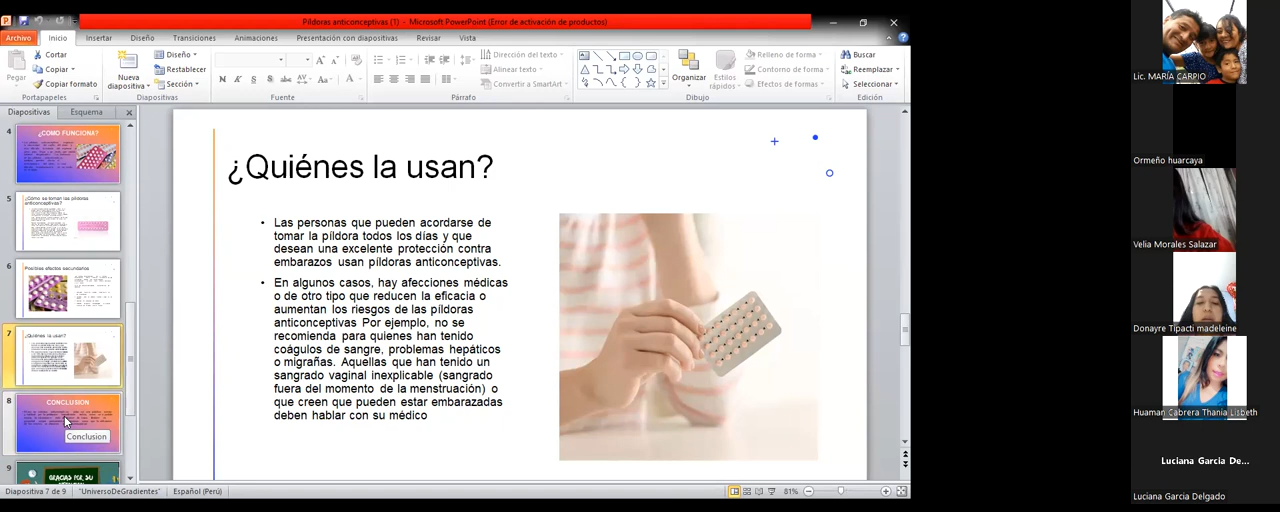 Píldoras anticonceptivas (1) - Microsoft PowerPoint (Error de activación de productos)
Archivo Inicio Insertar Diseño Transiciones Animaciones Presentación con diapositivas Revisar Vista
Cortar
Copiar
Copiar formato
Pegar
Portapapeles
Nueva
diapositiva
Diseño
Restablecer
Sección
Diapositivas
Fuente
Dirección del texto
Alinear texto
Convertir a SmartArt
Párrafo
Organizar
Estilos
rápidos
Relleno de forma
Contorno de forma
Efectos de formas
Dibujo
Buscar
Reemplazar
Seleccionar
Edición
Diapositivas Esquema
4
¿COMO FUNCIONA?
5
¿Cómo se toman las píldoras
anticonceptivas?
6
Posibles efectos secundarios
7
¿Quiénes la usan?
8
CONCLUSION
Conclusion
9
GRACIAS POR SU
¿Quiénes la usan?
• Las personas que pueden acordarse de
tomar la píldora todos los días y que
desean una excelente protección contra
embarazos usan píldoras anticonceptivas.
• En algunos casos, hay afecciones médicas
o de otro tipo que reducen la eficacia o
aumentan los riesgos de las píldoras
anticonceptivas Por ejemplo, no se
recomienda para quienes han tenido
coágulos de sangre, problemas hepáticos
o migrañas. Aquellas que han tenido un
sangrado vaginal inexplicable (sangrado
fuera del momento de la menstruación) o
que creen que pueden estar embarazadas
deben hablar con su médico
Diapositiva 7 de 9 "UniversoDeGradientes" Español (Perú) 81%
Lic. MARÍA CARPIO
Ormeño huarcaya
Velia Morales Salazar
Donayre Tipacti madeleine
Huaman Cabrera Thania Lisbeth
Luciana Garcia De...
Luciana Garcia Delgado